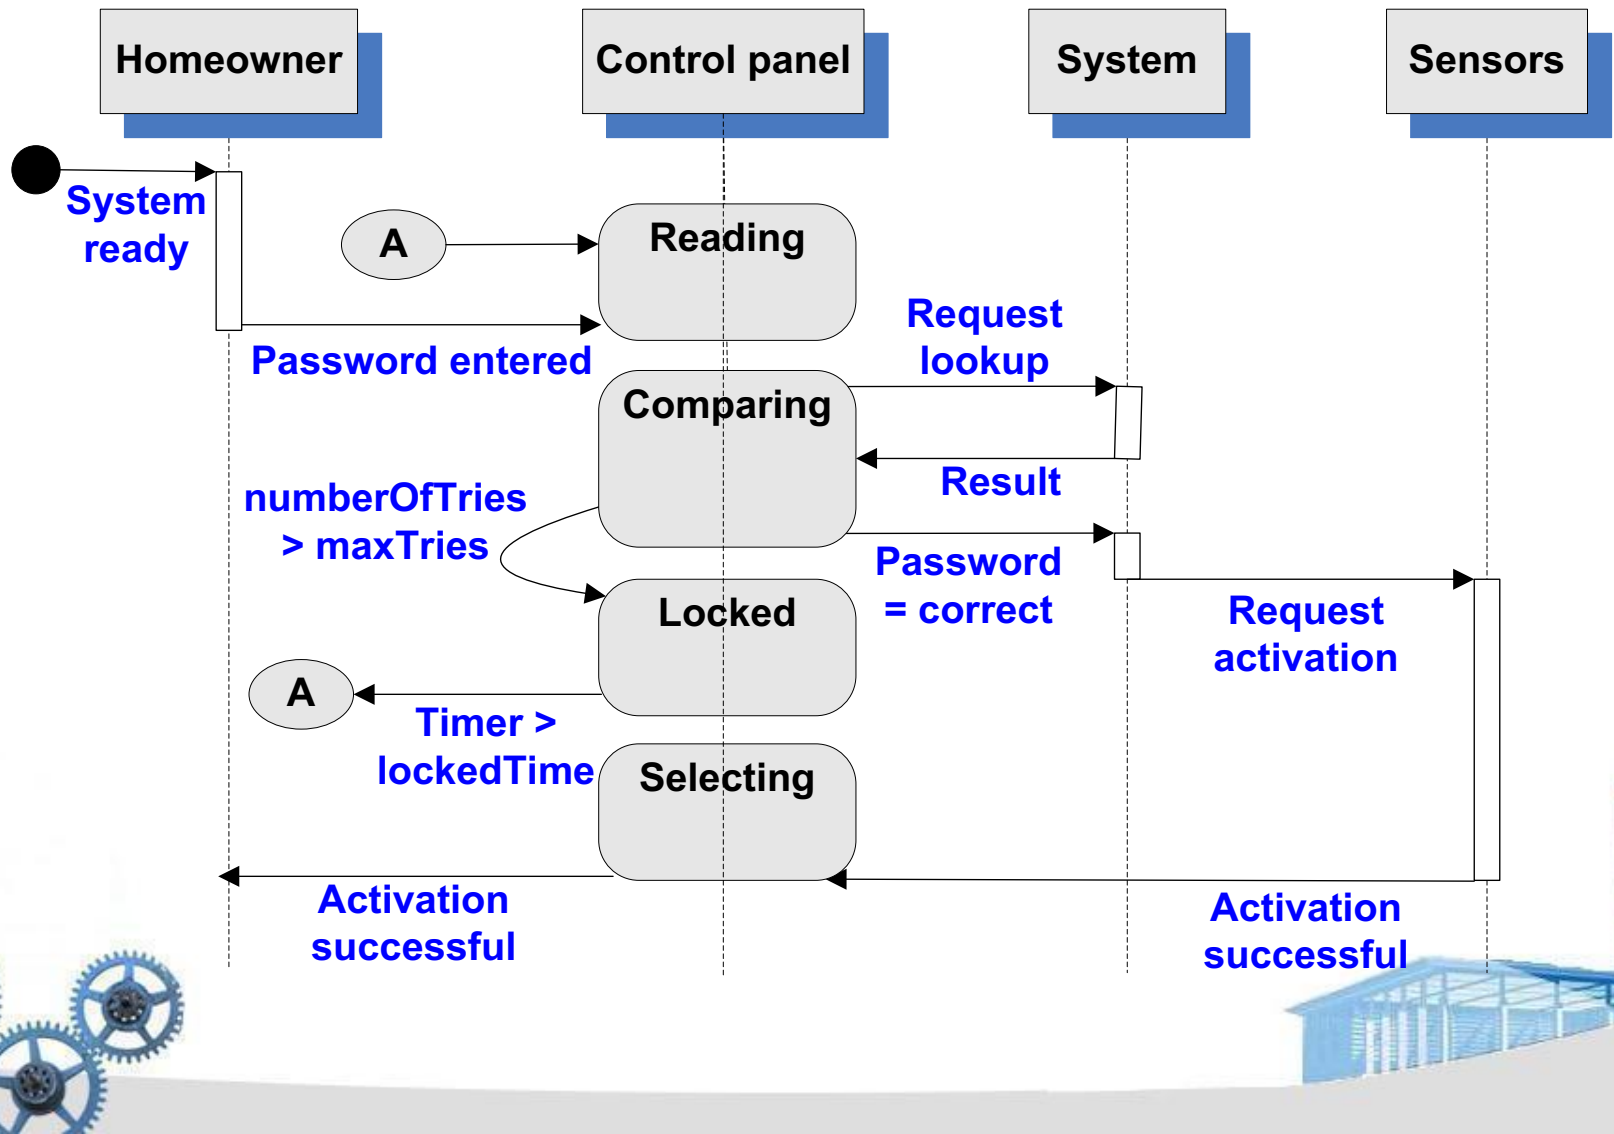 Homeowner
Control panel
System
Sensors
System
ready
A
Reading
Password entered
Request
lookup
Comparing
Result
numberOfTries
> maxTries
Password
= correct
Locked
Request
activation
A
Timer >
lockedTime
Selecting
Activation
successful
Activation
successful